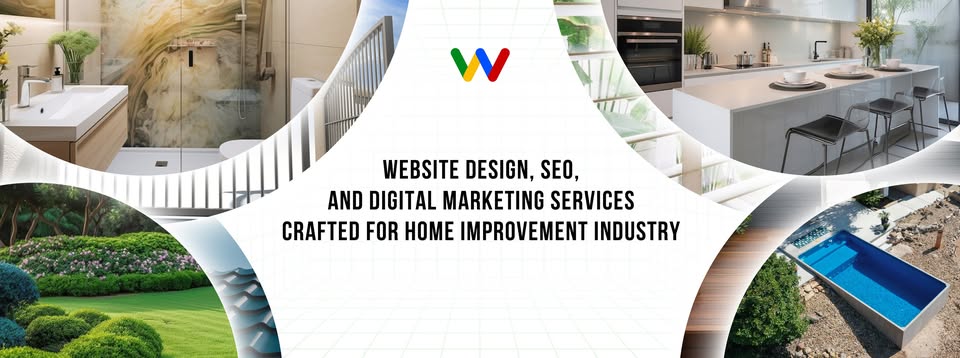 WEBSITE DESIGN, SEO,
AND DIGITAL MARKETING SERVICES
CRAFTED FOR HOME IMPROVEMENT INDUSTRY